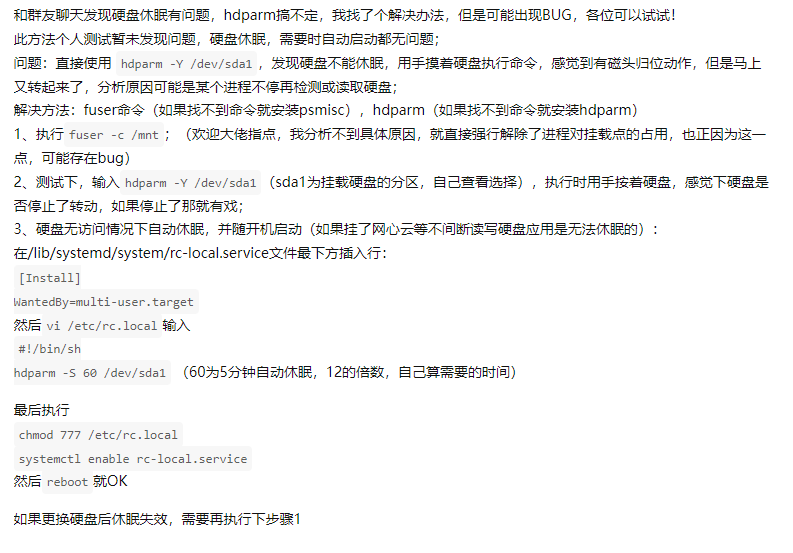 和群友聊天发现硬盘休眠有问题，hdparm搞不定，我找了个解决办法，但是可能出现BUG，各位可以试试！
此方法个人测试暂未发现问题，硬盘休眠，需要时自动启动都无问题；
问题：直接使用 hdparm -Y /dev/sda1 ，发现硬盘不能休眠，用手摸着硬盘执行命令，感觉到有磁头归位动作，但是马上
又转起来了，分析原因可能是某个进程不停再检测或读取硬盘；
解决方法：fuser命令（如果找不到命令就安装psmisc），hdparm（如果找不到命令就安装hdparm）
1、执行 fuser -c /mnt ；（欢迎大佬指点，我分析不到具体原因，就直接强行解除了进程对挂载点的占用，也正因为这一
点，可能存在bug）
2、测试下，输入 hdparm -Y /dev/sda1 （sda1为挂载硬盘的分区，自己查看选择），执行时用手按着硬盘，感觉下硬盘是
否停止了转动，如果停止了那就有戏；
3、硬盘无访问情况下自动休眠，并随开机启动（如果挂了网心云等不间断读写硬盘应用是无法休眠的）：
在/lib/systemd/system/rc-local.service文件最下方插入行：
[Install]
WantedBy=multi-user.target
然后 vi /etc/rc.local 输入
#!/bin/sh
hdparm -S 60 /dev/sda1 （60为5分钟自动休眠，12的倍数，自己算需要的时间）
最后执行
chmod 777 /etc/rc.local
systemctl enable rc-local.service
然后 reboot 就OK
如果更换硬盘后休眠失效，需要再执行下步骤1